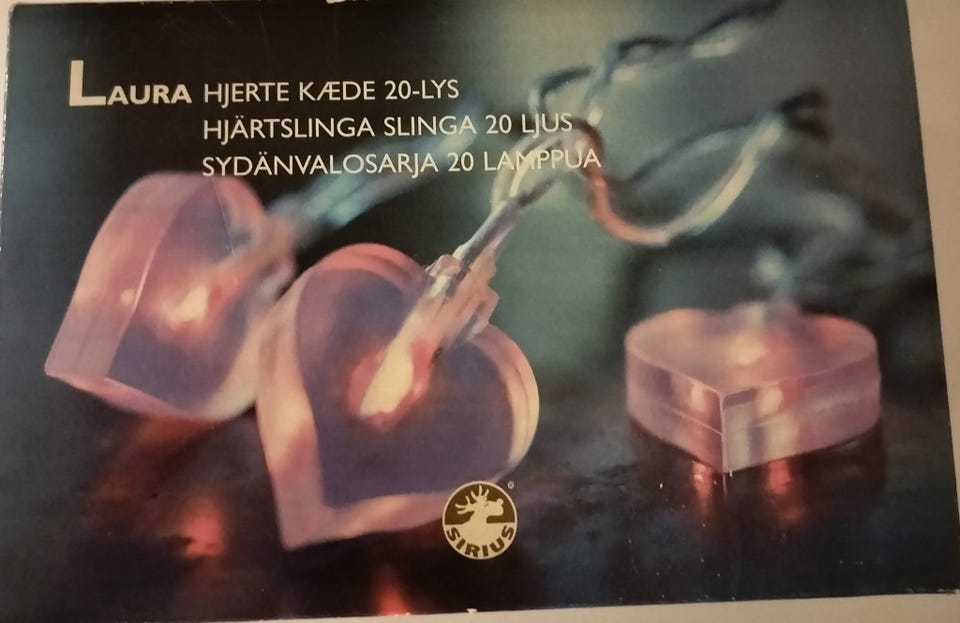 LAURA HJERTE KÆDE 20-LYS
HJÄRTSLINGA SLINGA 20 LJUS
SYDÄNVALOSARJA 20 LAMPPUA
®
SIRIUS